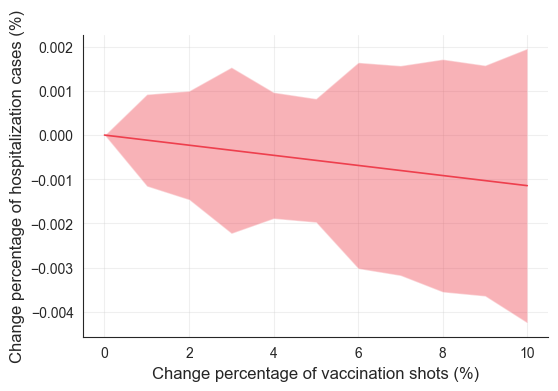 Change percentage of hospitalization cases (%)
0.002
0.001
0.000
−0.001
−0.002
−0.003
−0.004
0 2 4 6 8 10
Change percentage of vaccination shots (%)